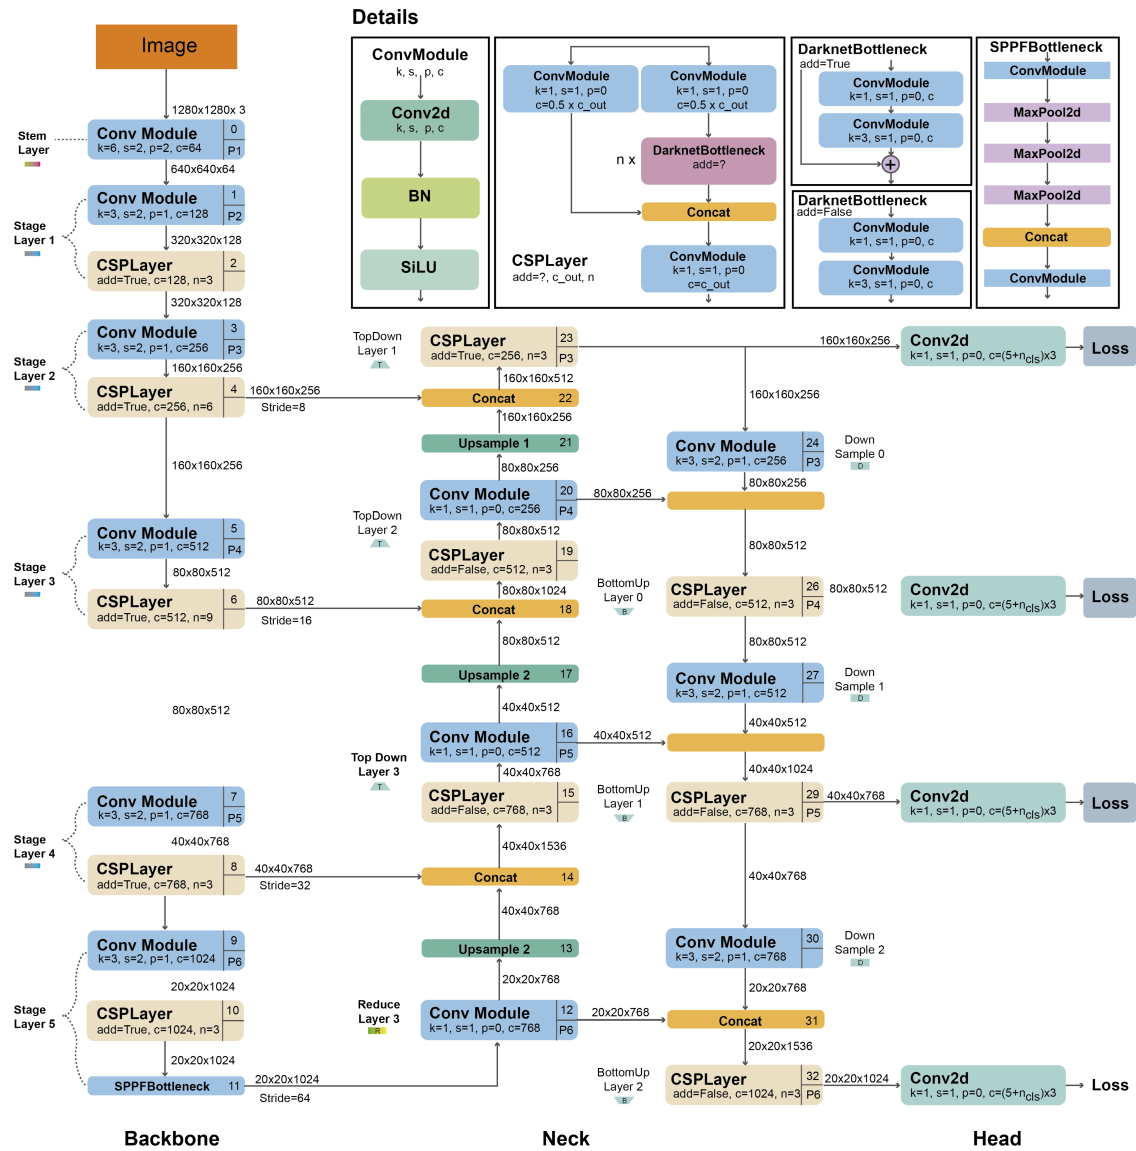 Details
Image
1280x1280x 3
Stem
Layer
Conv Module
k=6, s=2, p=2, c=64
0
P1
640x640x64
Stage
Layer 1
Conv Module
k=3, s=2, p=1, c=128
1
P2
320x320x128
CSPLayer
add=True, c=128, n=3
2
320x320x128
Stage
Layer 2
Conv Module
k=3, s=2, p=1, c=256
3
P3
160x160x256
CSPLayer
add=True, c=256, n=6
4
160x160x256
Stride=8
160x160x256
Stage
Layer 3
Conv Module
k=3, s=2, p=1, c=512
5
P4
80x80x512
CSPLayer
add=True, c=512, n=9
6
80x80x512
Stride=16
80x80x512
Stage
Layer 4
Conv Module
k=3, s=2, p=1, c=768
7
P5
40x40x768
CSPLayer
add=True, c=768, n=3
8
40x40x768
Stride=32
Stage
Layer 5
Conv Module
k=3, s=2, p=1, c=1024
9
P6
20x20x1024
CSPLayer
add=True, c=1024, n=3
10
20x20x1024
SPPFBottleneck
11
20x20x1024
Stride=64
Backbone
ConvModule
k, s, p, c
Conv2d
k, s, p, c
BN
SiLU
ConvModule
k=1, s=1, p=0
c=0.5 x c_out
ConvModule
k=1, s=1, p=0
c=0.5 x c_out
n x
DarknetBottleneck
add=?
Concat
CSPLayer
add=?, c_out, n
ConvModule
k=1, s=1, p=0
c=c_out
DarknetBottleneck
add=True
ConvModule
k=1, s=1, p=0, c
ConvModule
k=3, s=1, p=0, c
+
DarknetBottleneck
add=False
ConvModule
k=1, s=1, p=0, c
ConvModule
k=3, s=1, p=0, c
SPPFBottleneck
ConvModule
MaxPool2d
MaxPool2d
MaxPool2d
Concat
ConvModule
TopDown
Layer 1
T
CSPLayer
add=True, c=256, n=3
23
P3
160x160x512
Concat
22
160x160x256
Upsample 1
21
80x80x256
TopDown
Layer 2
T
Conv Module
k=1, s=1, p=0, c=256
20
P4
80x80x256
80x80x512
CSPLayer
add=False, c=512, n=3
19
80x80x1024
Concat
18
80x80x512
Upsample 2
17
40x40x512
Top Down
Layer 3
T
Conv Module
k=1, s=1, p=0, c=512
16
P5
40x40x512
40x40x768
CSPLayer
add=False, c=768, n=3
15
40x40x1536
Concat
14
40x40x768
Upsample 2
13
20x20x768
Reduce
Layer 3
R
Conv Module
k=1, s=1, p=0, c=768
12
P6
20x20x768
Neck
160x160x256
160x160x256
Conv Module
k=3, s=2, p=1, c=256
24
P3
Down
Sample 0
D
80x80x256
80x80x512
BottomUp
Layer 0
B
CSPLayer
add=False, c=512, n=3
26
P4
80x80x512
80x80x512
Conv Module
k=3, s=2, p=1, c=512
27
Down
Sample 1
D
40x40x512
40x40x1024
BottomUp
Layer 1
B
CSPLayer
add=False, c=768, n=3
29
P5
40x40x768
40x40x768
Conv Module
k=3, s=2, p=1, c=768
30
Down
Sample 2
D
20x20x768
Concat
31
20x20x1536
BottomUp
Layer 2
B
CSPLayer
add=False, c=1024, n=3
32
P6
20x20x1024
Conv2d
k=1, s=1, p=0, c=(5+ncls)x3
Loss
Conv2d
k=1, s=1, p=0, c=(5+ncls)x3
Loss
Conv2d
k=1, s=1, p=0, c=(5+ncls)x3
Loss
Conv2d
k=1, s=1, p=0, c=(5+ncls)x3
Loss
Head